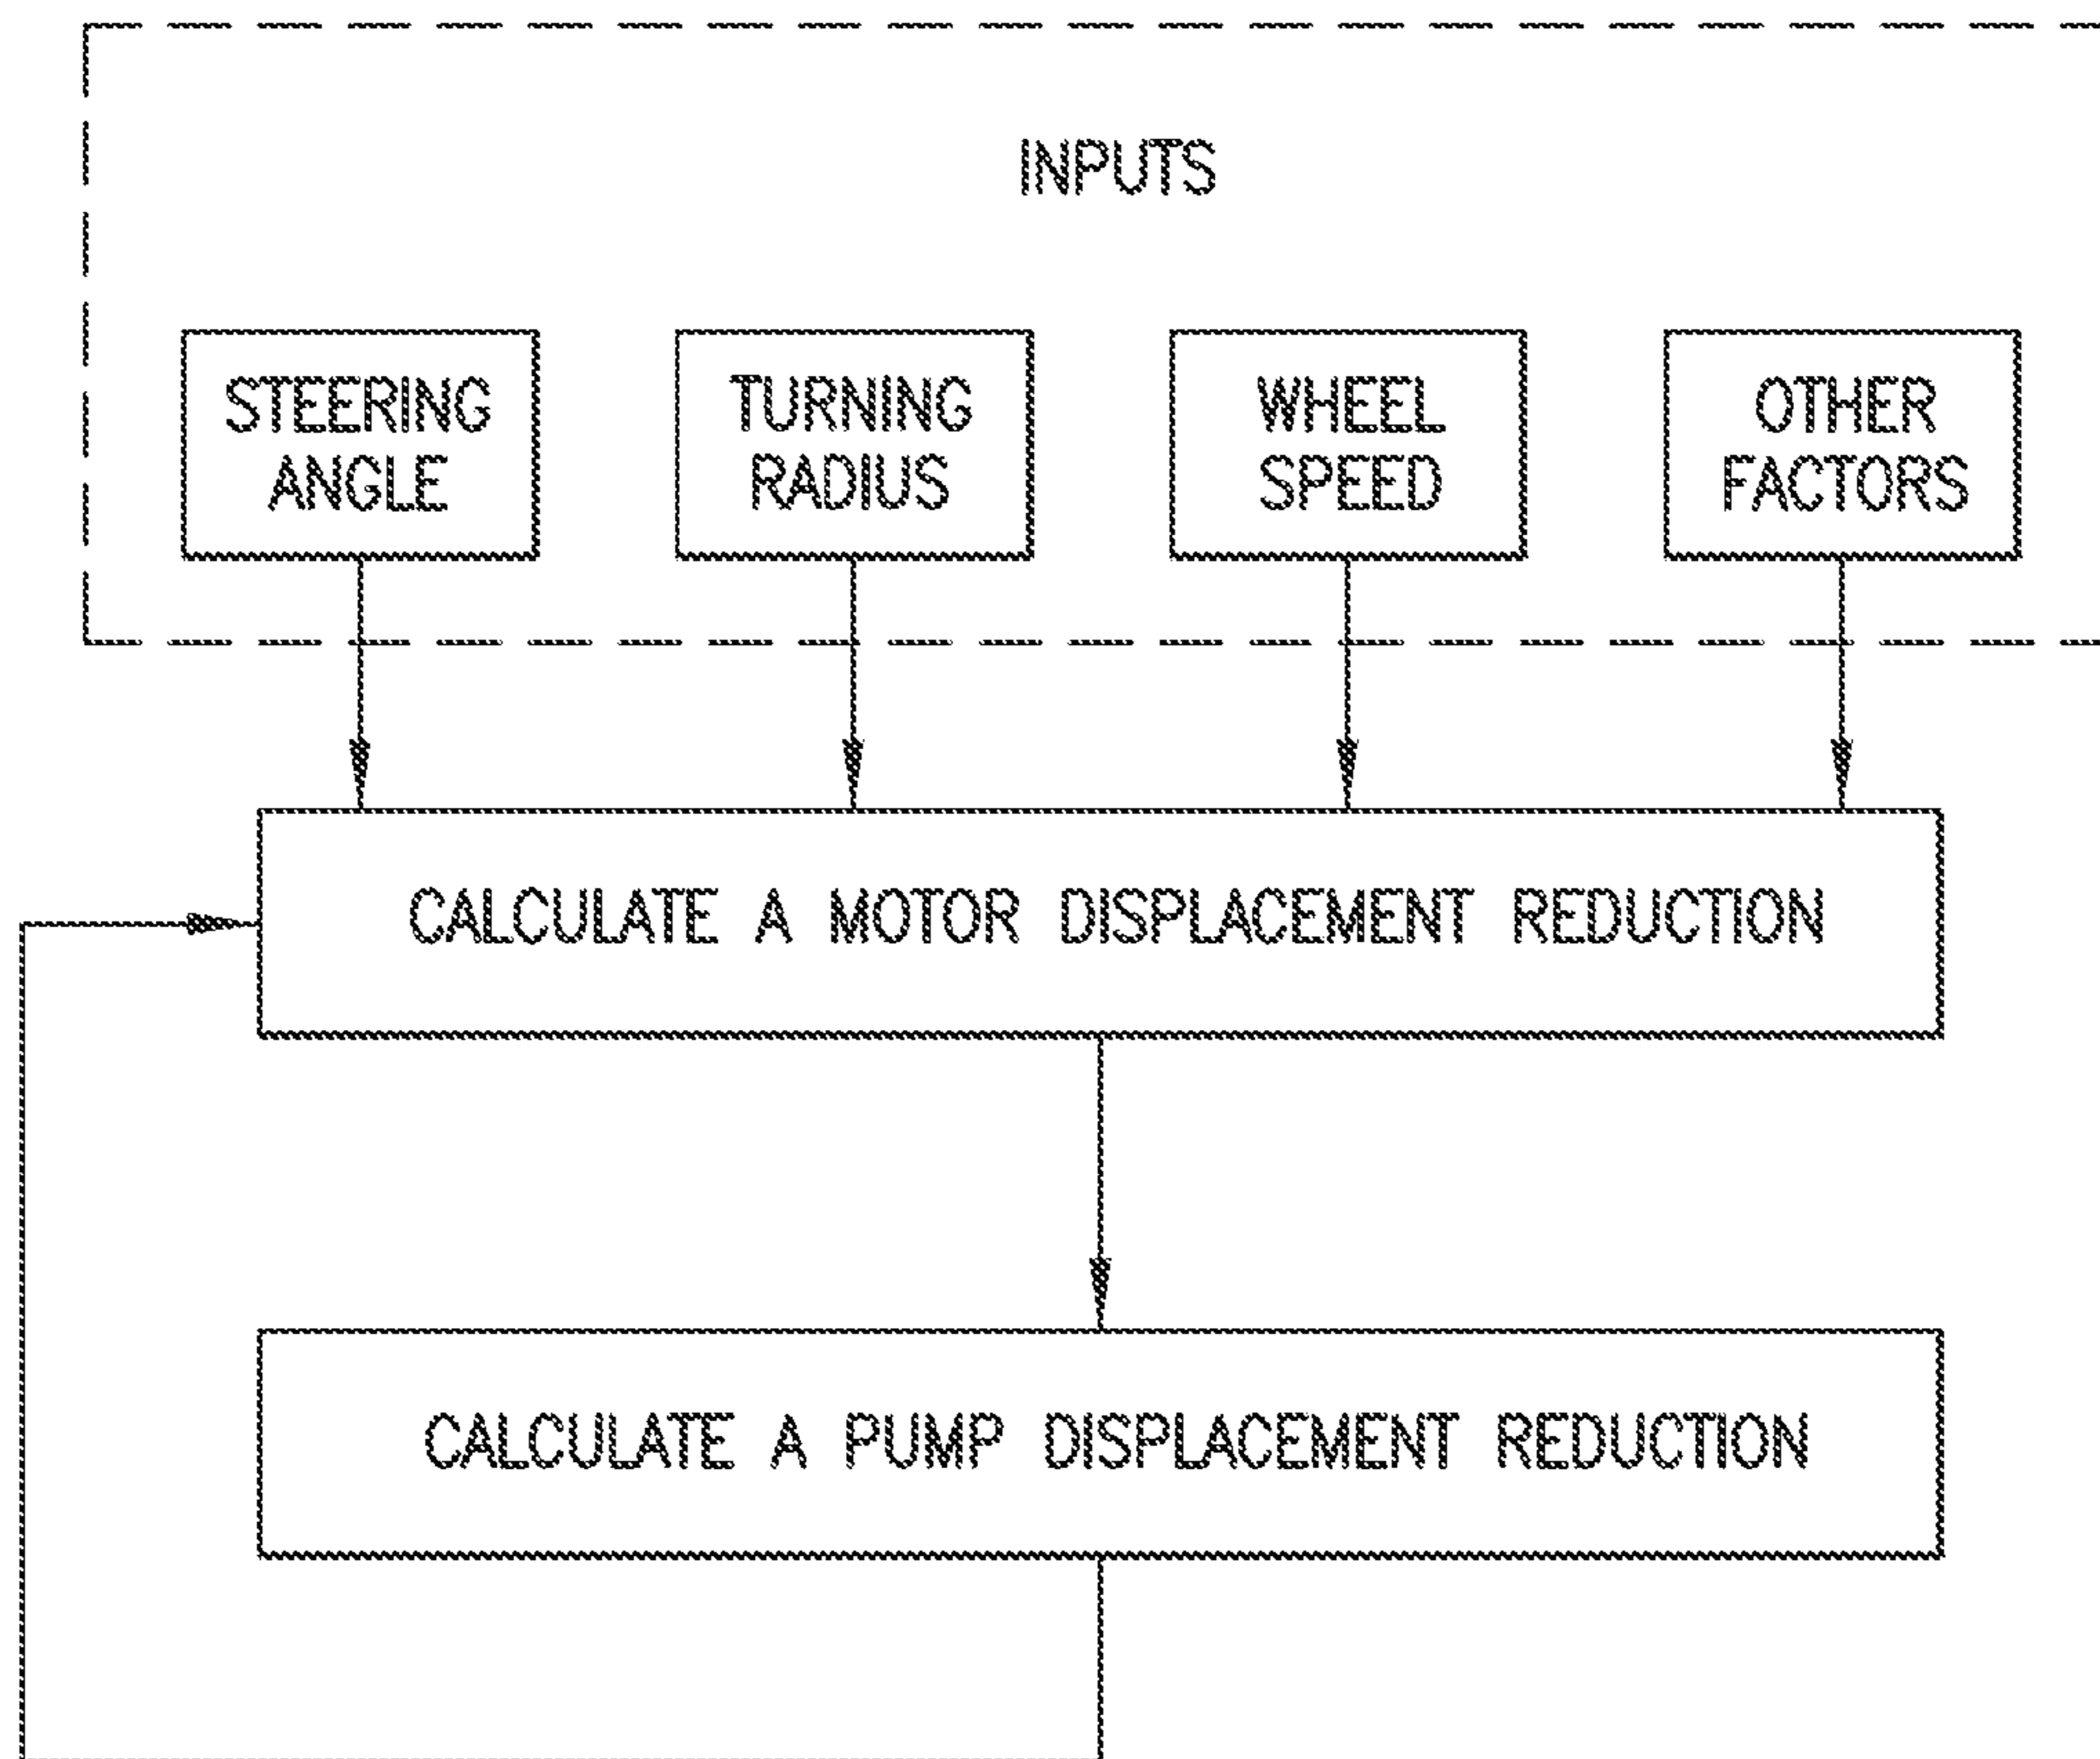 INPUTS
STEERING
ANGLE
TURNING
RADIUS
WHEEL
SPEED
OTHER
FACTORS
CALCULATE A MOTOR DISPLACEMENT REDUCTION
CALCULATE A PUMP DISPLACEMENT REDUCTION